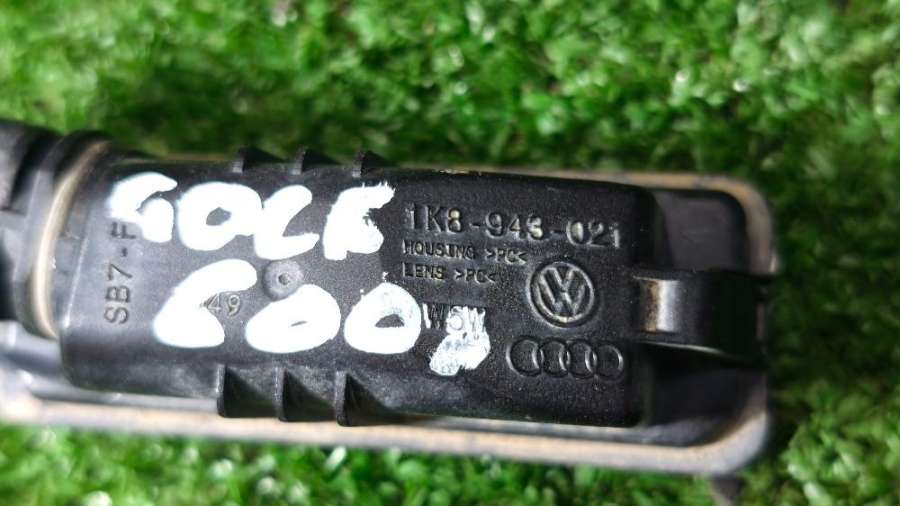 GOLF
600
1K8-943-021
HOUSING >PC<
LENS >PC<
W5W
SB7-F
49